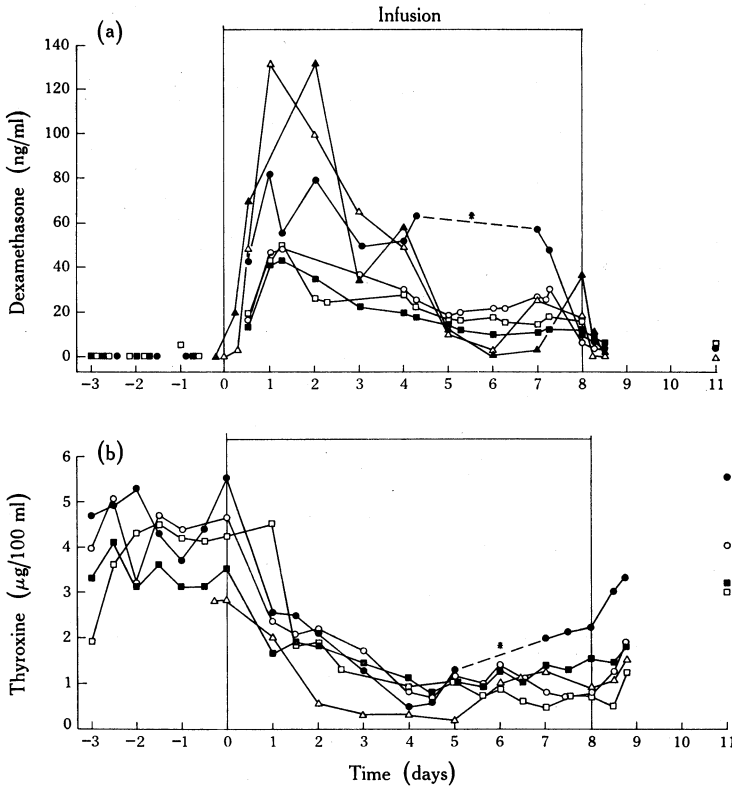 Infusion
(a)
140
120
100
80
60
40
20
0
Dexamethasone (ng/ml)
*
−3 −2 −1 0 1 2 3 4 5 6 7 8 9 10 11
(b)
6
5
4
3
2
1
0
Thyroxine (μg/100 ml)
*
−3 −2 −1 0 1 2 3 4 5 6 7 8 9 10 11
Time (days)